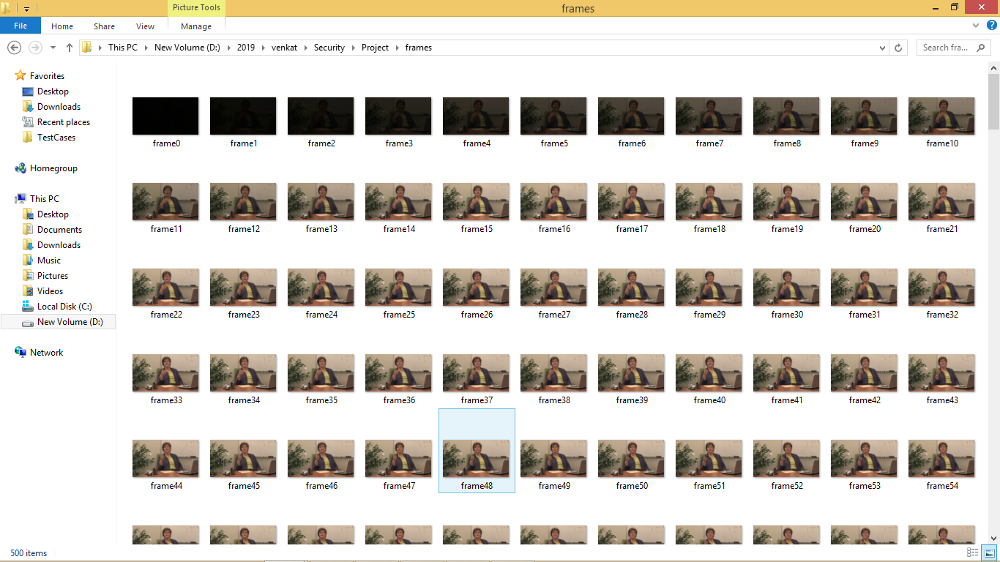 Picture Tools
frames
File Home Share View Manage
This PC New Volume (D:) 2019 venkat Security Project frames
Search fra...
Favorites
Desktop
Downloads
Recent places
TestCases
Homegroup
This PC
Desktop
Documents
Downloads
Music
Pictures
Videos
Local Disk (C:)
New Volume (D:)
Network
frame0 frame1 frame2 frame3 frame4 frame5 frame6 frame7 frame8 frame9 frame10
frame11 frame12 frame13 frame14 frame15 frame16 frame17 frame18 frame19 frame20 frame21
frame22 frame23 frame24 frame25 frame26 frame27 frame28 frame29 frame30 frame31 frame32
frame33 frame34 frame35 frame36 frame37 frame38 frame39 frame40 frame41 frame42 frame43
frame44 frame45 frame46 frame47 frame48 frame49 frame50 frame51 frame52 frame53 frame54
500 items